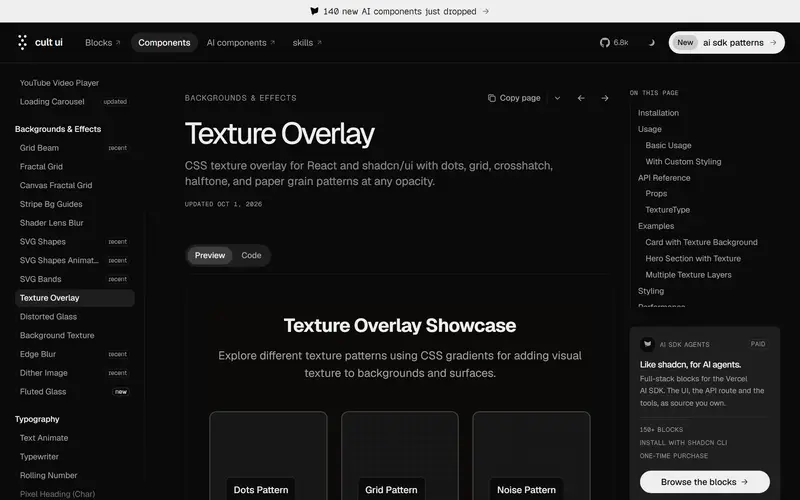 140 new AI components just dropped →
cult ui
Blocks ↗
Components
AI components ↗
skills ↗
6.8k
New
ai sdk patterns →
YouTube Video Player
Loading Carousel
updated
Backgrounds & Effects
Grid Beam
recent
Fractal Grid
Canvas Fractal Grid
Stripe Bg Guides
Shader Lens Blur
SVG Shapes
recent
SVG Shapes Animat...
recent
SVG Bands
recent
Texture Overlay
Distorted Glass
Background Texture
Edge Blur
recent
Dither Image
recent
Fluted Glass
new
Typography
Text Animate
Typewriter
Rolling Number
Pixel Heading (Char)
BACKGROUNDS & EFFECTS
Copy page
← →
Texture Overlay
CSS texture overlay for React and shadcn/ui with dots, grid, crosshatch,
halftone, and paper grain patterns at any opacity.
UPDATED OCT 1, 2026
Preview
Code
Texture Overlay Showcase
Explore different texture patterns using CSS gradients for adding visual
texture to backgrounds and surfaces.
Dots Pattern
Grid Pattern
Noise Pattern
ON THIS PAGE
Installation
Usage
Basic Usage
With Custom Styling
API Reference
Props
TextureType
Examples
Card with Texture Background
Hero Section with Texture
Multiple Texture Layers
Styling
Performance
AI SDK AGENTS
PAID
Like shadcn, for AI agents.
Full-stack blocks for the Vercel
AI SDK. The UI, the API route and the
tools, as source you own.
150+ BLOCKS
INSTALL WITH SHADCN CLI
ONE-TIME PURCHASE
Browse the blocks →